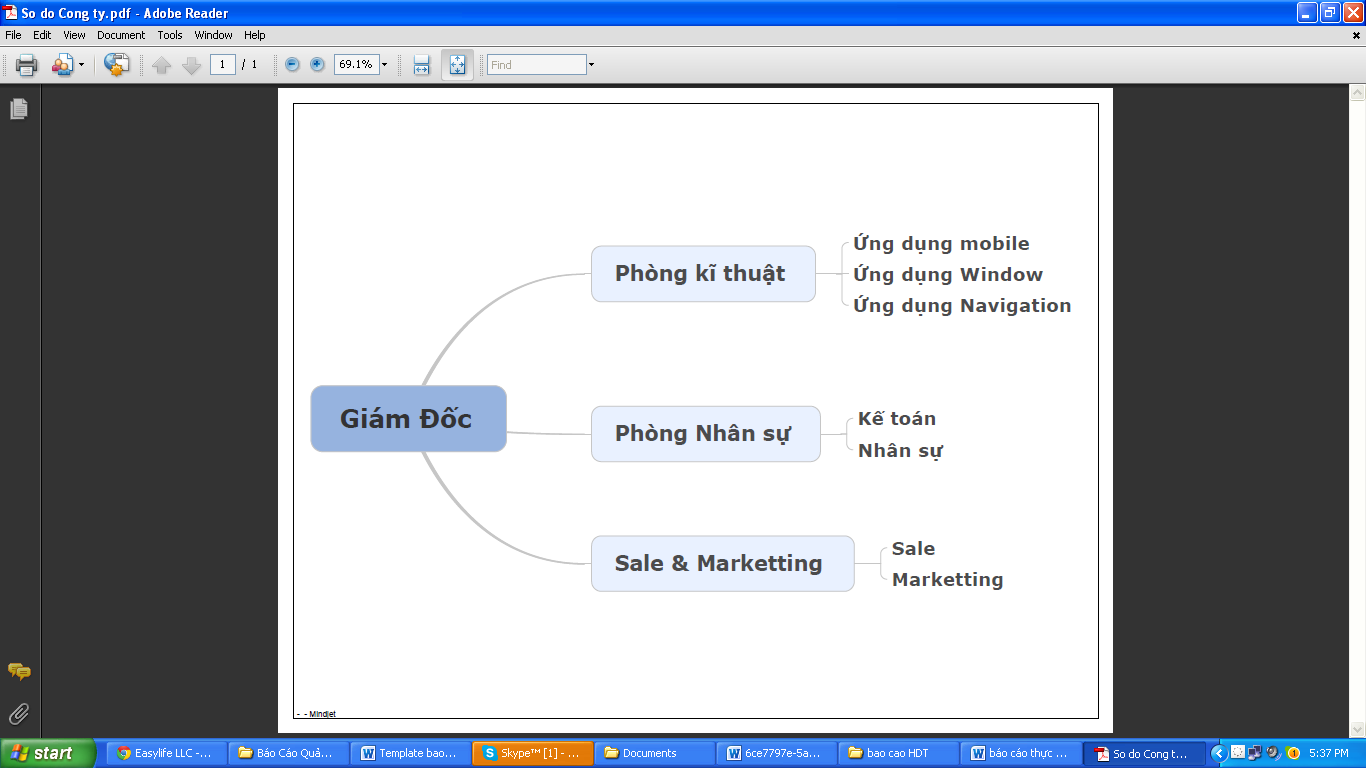 So do Cong ty.pdf - Adobe Reader
File Edit View Document Tools Window Help
1 / 1 69.1% Find
Ứng dụng mobile
Phòng kĩ thuật
Ứng dụng Window
Ứng dụng Navigation
Giám Đốc
Kế toán
Phòng Nhân sự
Nhân sự
Sale
Sale & Marketting
Marketting
- - Mindjet
start Easylife LLC -... Báo Cáo Quả... Template bao... Skype™ [1] - ... Documents 6ce7797e-5a... bao cao HDT báo cáo thực ... So do Cong t... 5:37 PM